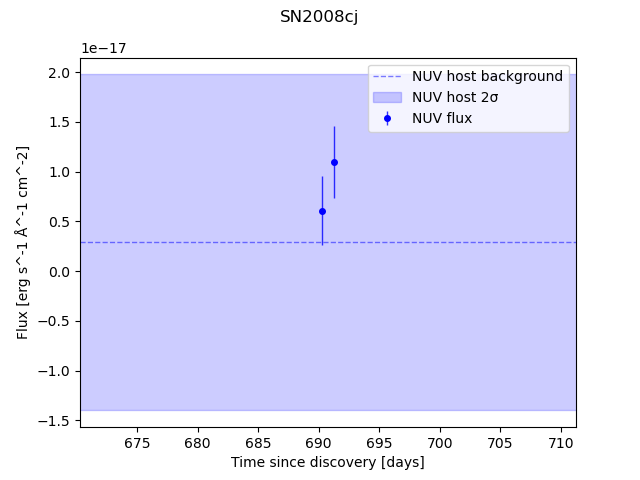 SN2008cj
1e−17
NUV host background
NUV host 2σ
NUV flux
2.0
1.5
1.0
0.5
0.0
−0.5
−1.0
−1.5
Flux [erg s^-1 Å^-1 cm^-2]
675 680 685 690 695 700 705 710
Time since discovery [days]